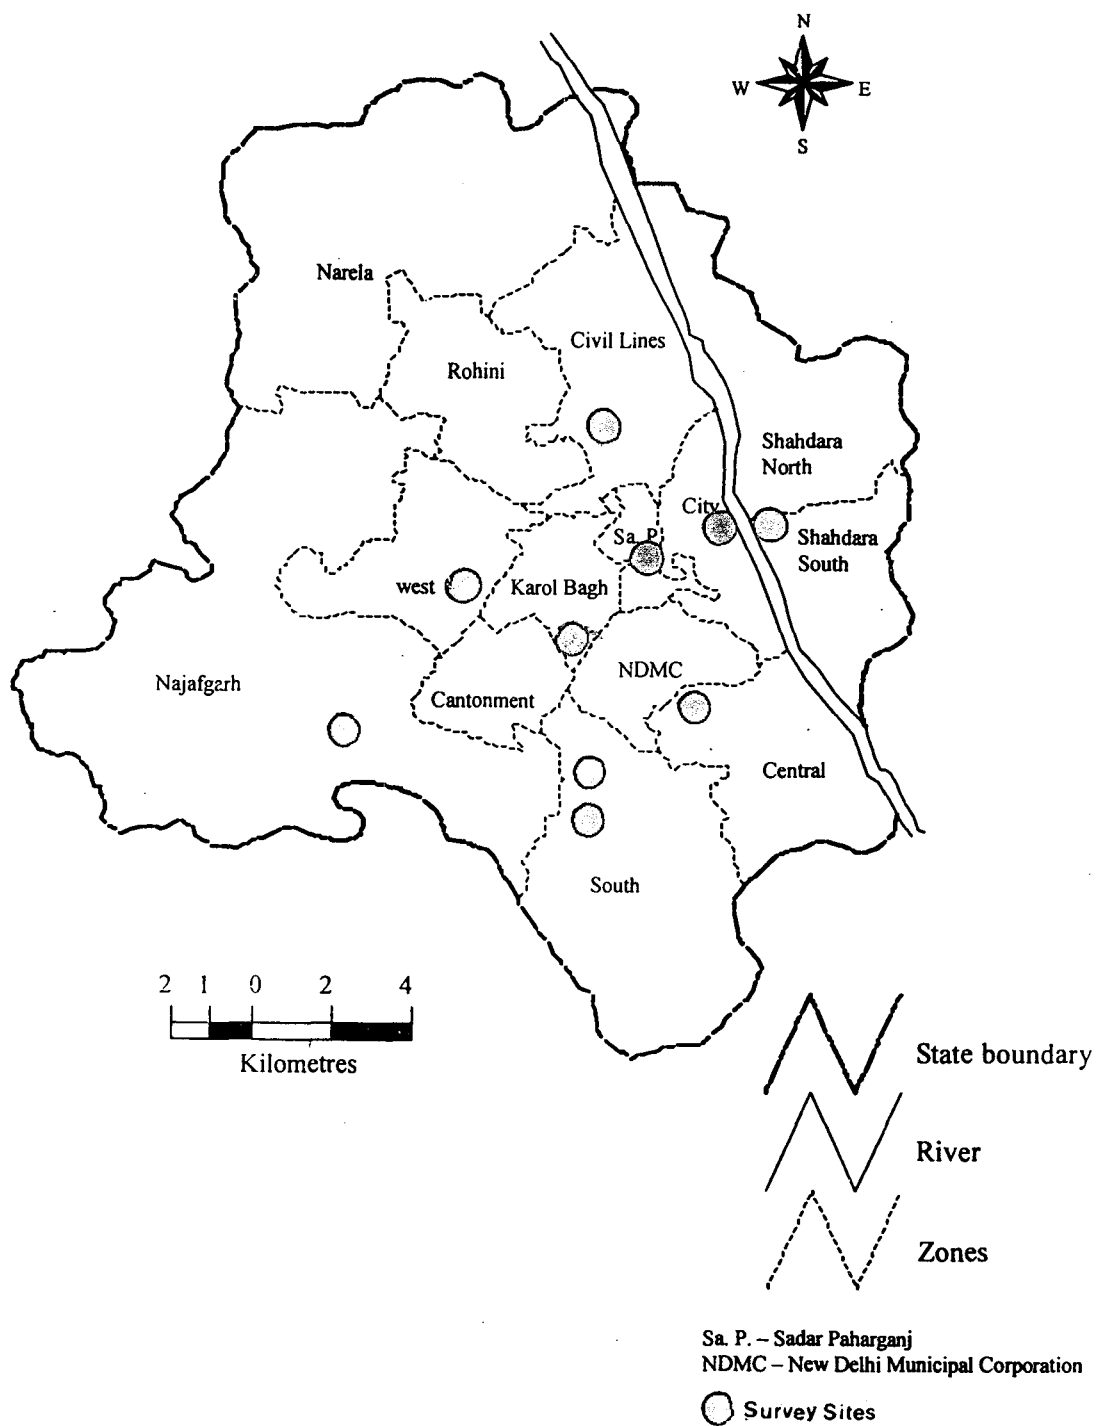 N
W E
S
Narela
Civil Lines
Rohini
Shahdara
North
City
Sa. P.
Shahdara
South
west
Karol Bagh
NDMC
Najafgarh
Cantonment
Central
South
2 1 0 2 4
Kilometres
State boundary
River
Zones
Sa. P. – Sadar Paharganj
NDMC – New Delhi Municipal Corporation
Survey Sites